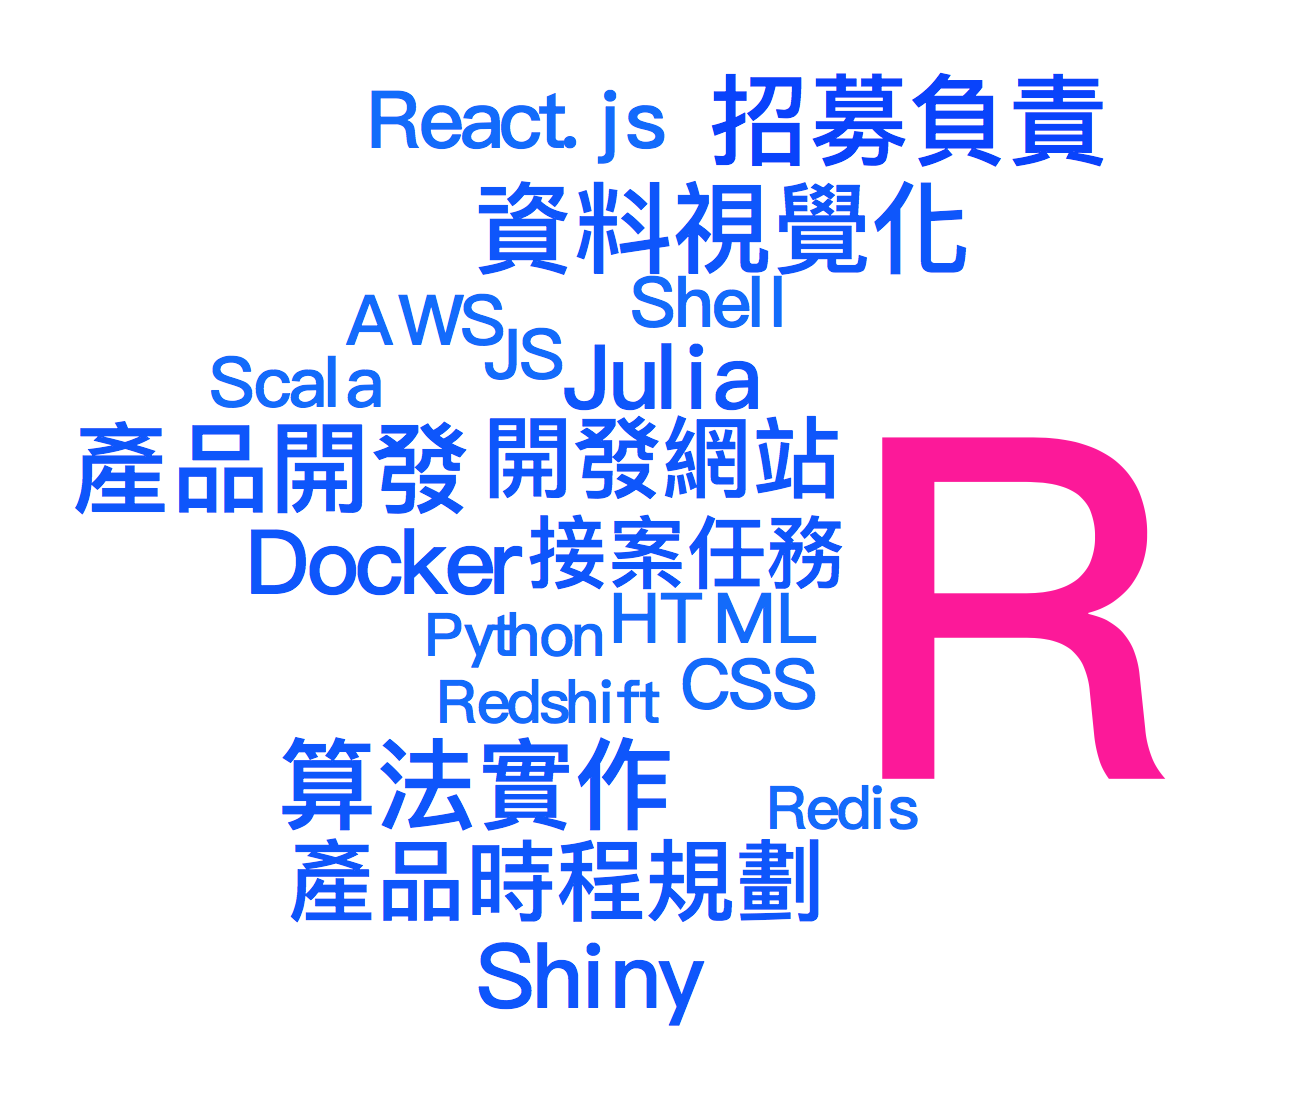 React.js 招募負責
資料視覺化
Shell
AWS
JS
Julia
Scala
產品開發 開發網站
R
Docker 接案任務
HTML
Python
CSS
Redshift
算法實作
Redis
產品時程規劃
Shiny